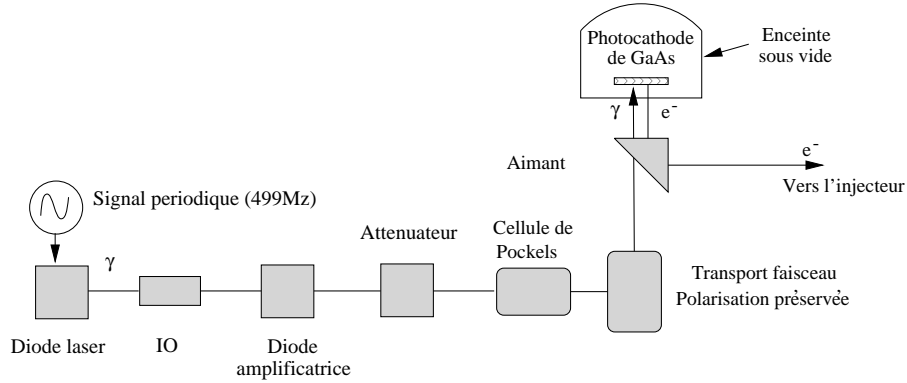 Photocathode
de GaAs
Enceinte
sous vide
γ
e-
Aimant
e-
Vers l'injecteur
Signal periodique (499Mz)
Attenuateur
Cellule de
Pockels
γ
Transport faisceau
Polarisation préservée
Diode laser
IO
Diode
amplificatrice